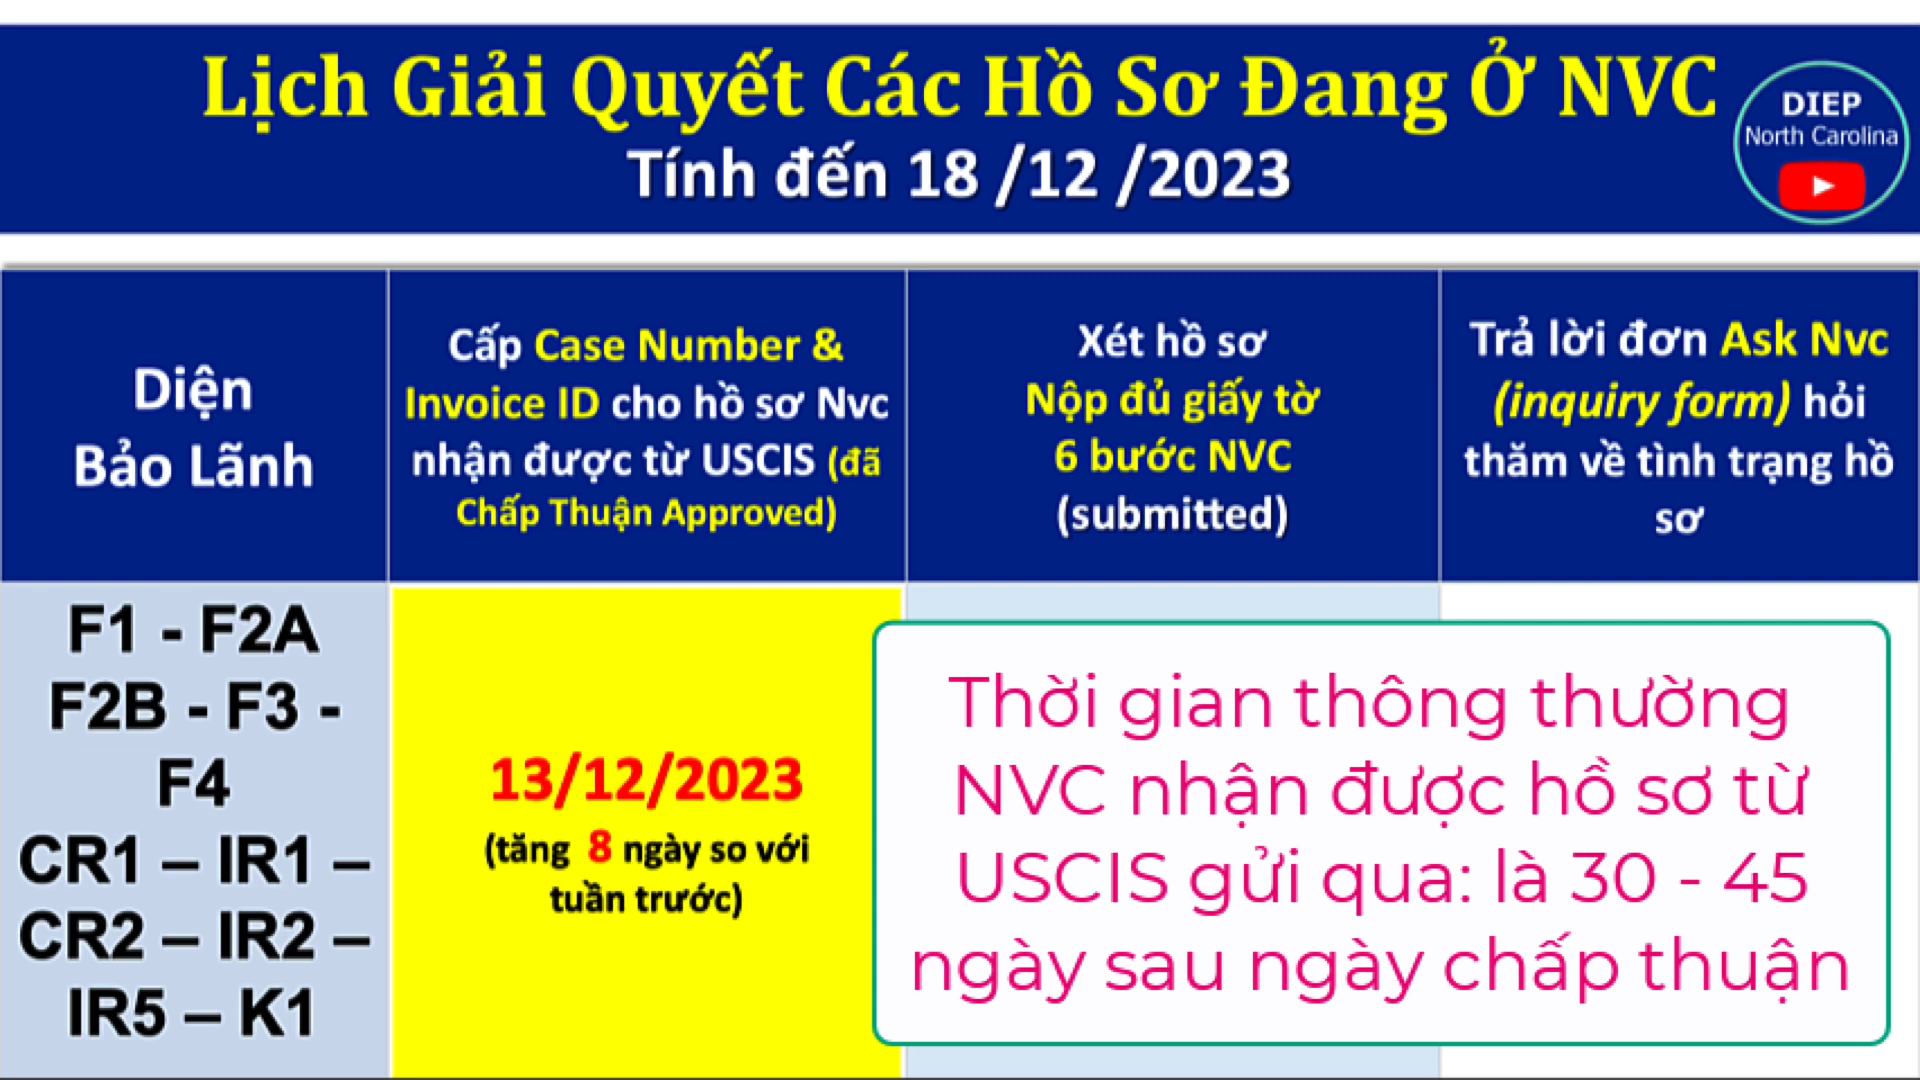 Lịch Giải Quyết Các Hồ Sơ Đang Ở NVC
Tính đến 18 /12 /2023
DIEP
North Carolina
Diện
Bảo Lãnh
Cấp Case Number &
Invoice ID cho hồ sơ Nvc
nhận được từ USCIS (đã
Chấp Thuận Approved)
Xét hồ sơ
Nộp đủ giấy tờ
6 bước NVC
(submitted)
Trả lời đơn Ask Nvc
(inquiry form) hỏi
thăm về tình trạng hồ
sơ
F1 - F2A
F2B - F3 -
F4
CR1 – IR1 –
CR2 – IR2 –
IR5 – K1
13/12/2023
(tăng 8 ngày so với
tuần trước)
Thời gian thông thường
NVC nhận được hồ sơ từ
USCIS gửi qua: là 30 - 45
ngày sau ngày chấp thuận